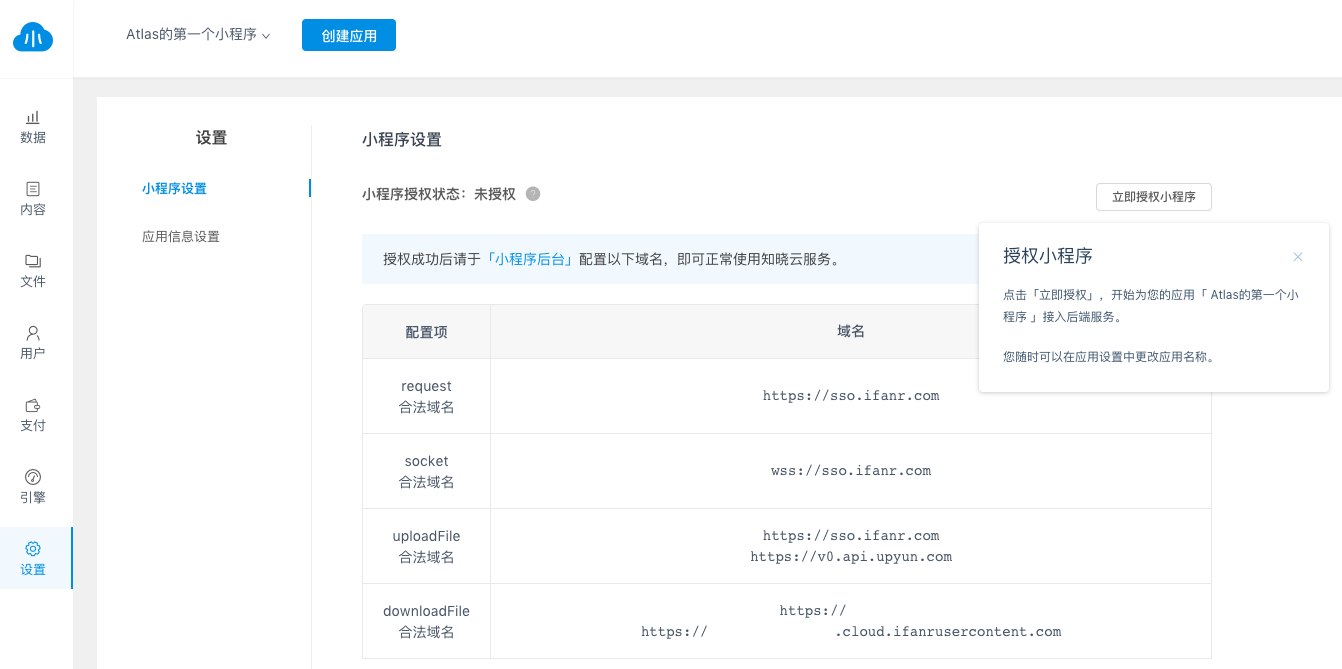 Atlas的第一个小程序
创建应用
数据
内容
文件
用户
支付
引擎
设置
设置
小程序设置
应用信息设置
小程序设置
小程序授权状态：未授权 ?
立即授权小程序
授权成功后请于「小程序后台」配置以下域名，即可正常使用知晓云服务。
授权小程序
点击「立即授权」，开始为您的应用「 Atlas的第一个小
程序 」接入后端服务。
您随时可以在应用设置中更改应用名称。
配置项
域名
request
合法域名
https://sso.ifanr.com
socket
合法域名
wss://sso.ifanr.com
uploadFile
合法域名
https://sso.ifanr.com
https://v0.api.upyun.com
downloadFile
合法域名
https://
https:// .cloud.ifanrusercontent.com